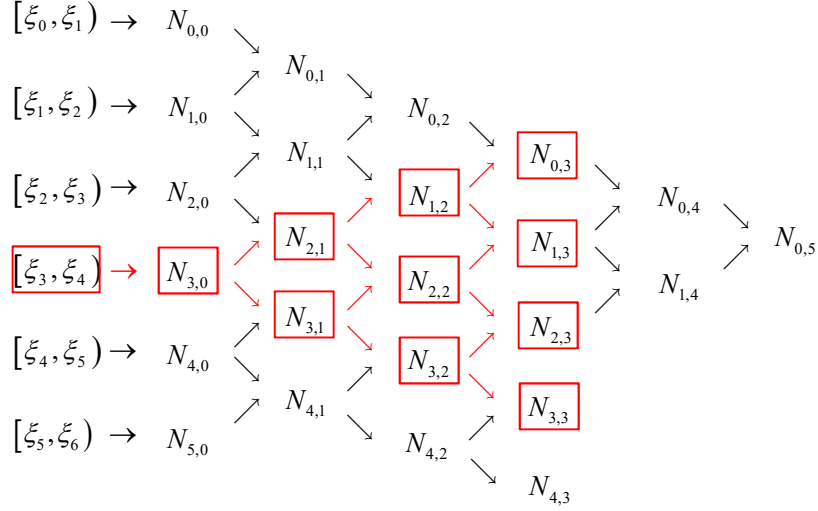 [ξ₀, ξ₁) → N₀,₀
N₀,₁
[ξ₁, ξ₂) → N₁,₀
N₀,₂
N₁,₁
N₀,₃
[ξ₂, ξ₃) → N₂,₀
N₁,₂
N₀,₄
N₂,₁
N₁,₃
N₀,₅
[ξ₃, ξ₄) → N₃,₀
N₂,₂
N₁,₄
N₃,₁
N₂,₃
[ξ₄, ξ₅) → N₄,₀
N₃,₂
N₄,₁
N₃,₃
[ξ₅, ξ₆) → N₅,₀
N₄,₂
N₄,₃